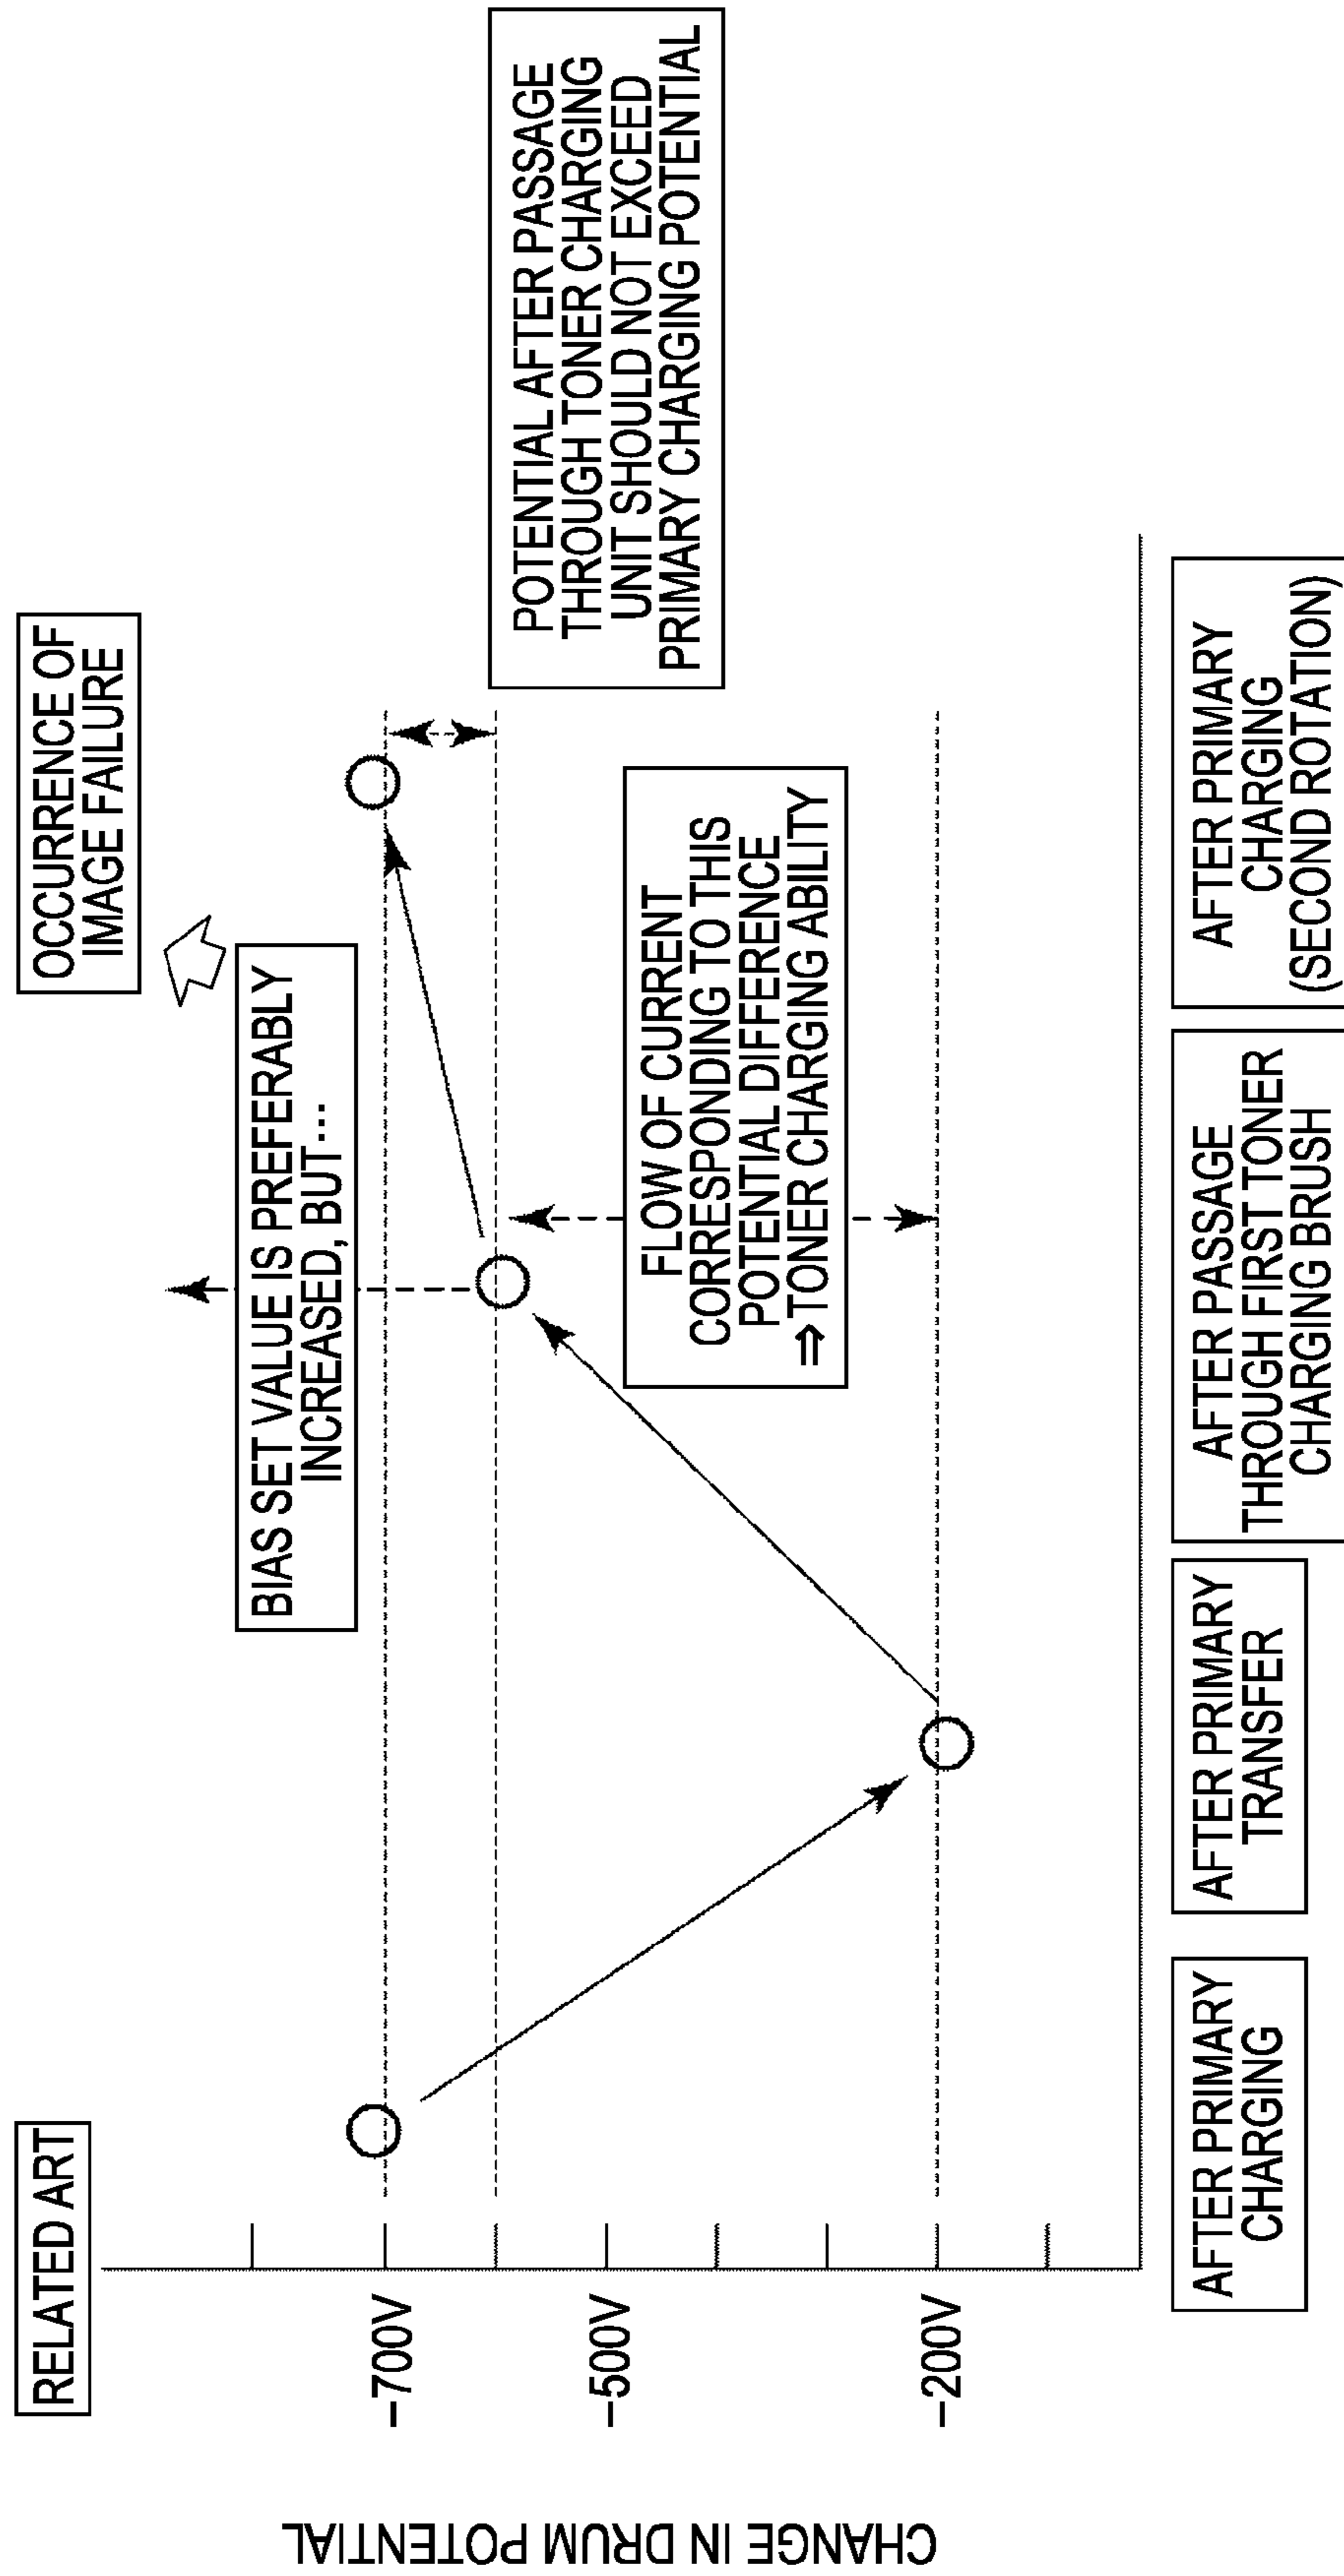 RELATED ART
OCCURRENCE OF
IMAGE FAILURE
BIAS SET VALUE IS PREFERABLY
INCREASED, BUT···
POTENTIAL AFTER PASSAGE
THROUGH TONER CHARGING
UNIT SHOULD NOT EXCEED
PRIMARY CHARGING POTENTIAL
FLOW OF CURRENT
CORRESPONDING TO THIS
POTENTIAL DIFFERENCE
⇒TONER CHARGING ABILITY
CHANGE IN DRUM POTENTIAL
-700V
-500V
-200V
AFTER PRIMARY
CHARGING
AFTER PRIMARY
TRANSFER
AFTER PASSAGE
THROUGH FIRST TONER
CHARGING BRUSH
AFTER PRIMARY
CHARGING
(SECOND ROTATION)